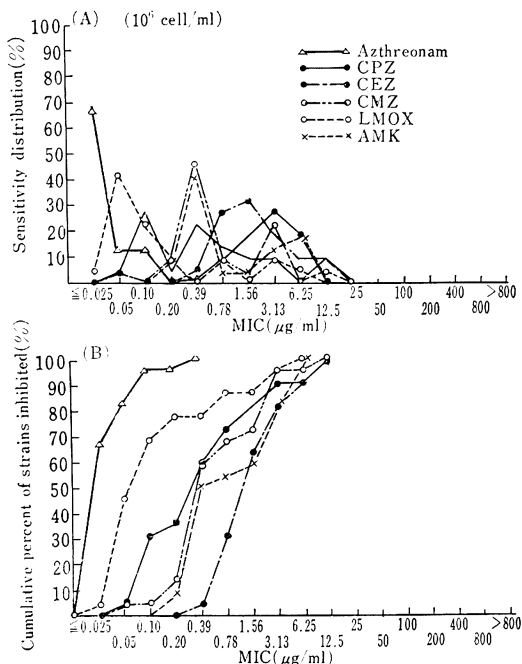 (A) (10⁶ cell/ml)
100
90
80
70
60
50
40
30
20
10
Sensitivity distribution(%)
Azthreonam
CPZ
CEZ
CMZ
LMOX
AMK
≦0.025 0.10 0.39 1.56 6.25 25 100 400 >800
0.05 0.20 0.78 3.13 12.5 50 200 800
MIC(μg/ml)
(B)
100
90
80
70
60
50
40
30
20
10
Cumulative percent of strains inhibited(%)
≦0.025 0.10 0.39 1.56 6.25 25 100 400 >800
0.05 0.20 0.78 3.13 12.5 50 200 800
MIC(μg/ml)